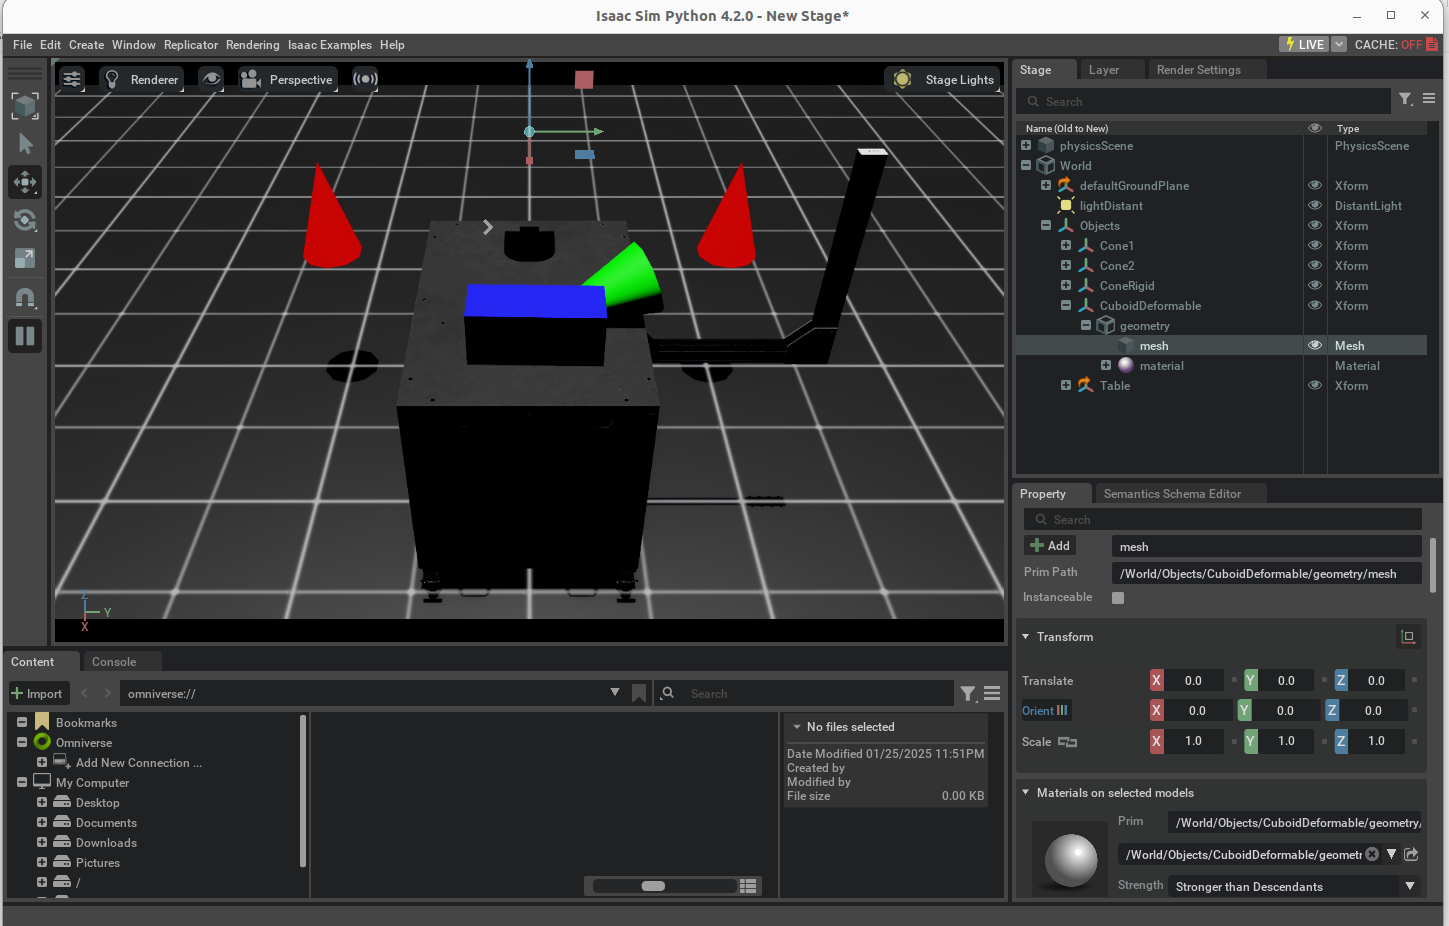 Isaac Sim Python 4.2.0 - New Stage*
File Edit Create Window Replicator Rendering Isaac Examples Help
LIVE CACHE: OFF
Renderer Perspective Stage Lights
Z
Y
X
Stage Layer Render Settings
Search
Name (Old to New) Type
physicsScene PhysicsScene
World
defaultGroundPlane Xform
lightDistant DistantLight
Objects Xform
Cone1 Xform
Cone2 Xform
ConeRigid Xform
CuboidDeformable Xform
geometry
mesh Mesh
material Material
Table Xform
Property Semantics Schema Editor
Search
Add mesh
Prim Path /World/Objects/CuboidDeformable/geometry/mesh
Instanceable
Transform
Translate X 0.0 Y 0.0 Z 0.0
Orient X 0.0 Y 0.0 Z 0.0
Scale X 1.0 Y 1.0 Z 1.0
Materials on selected models
Prim /World/Objects/CuboidDeformable/geometry/
/World/Objects/CuboidDeformable/geometr
Strength Stronger than Descendants
Content Console
Import omniverse:// Search
Bookmarks
Omniverse
Add New Connection ...
My Computer
Desktop
Documents
Downloads
Pictures
/
No files selected
Date Modified 01/25/2025 11:51PM
Created by
Modified by
File size 0.00 KB